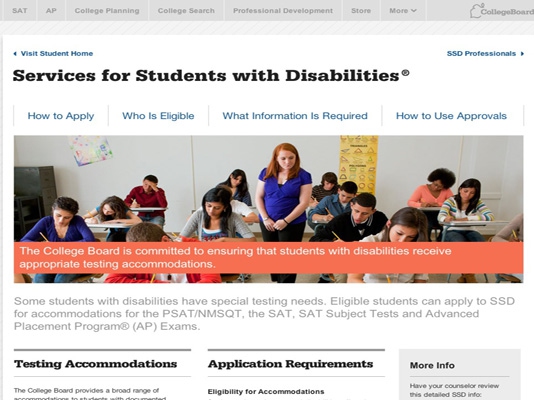 SAT AP College Planning College Search Professional Development Store More
CollegeBoard
Visit Student Home SSD Professionals
Services for Students with Disabilities®
How to Apply Who Is Eligible What Information Is Required How to Use Approvals
The College Board is committed to ensuring that students with disabilities receive
appropriate testing accommodations.
Some students with disabilities have special testing needs. Eligible students can apply to SSD
for accommodations for the PSAT/NMSQT, the SAT, SAT Subject Tests and Advanced
Placement Program® (AP) Exams.
Testing Accommodations
The College Board provides a broad range of
accommodations to students with documented
Application Requirements
Eligibility for Accommodations
More Info
Have your counselor review
this detailed SSD info: